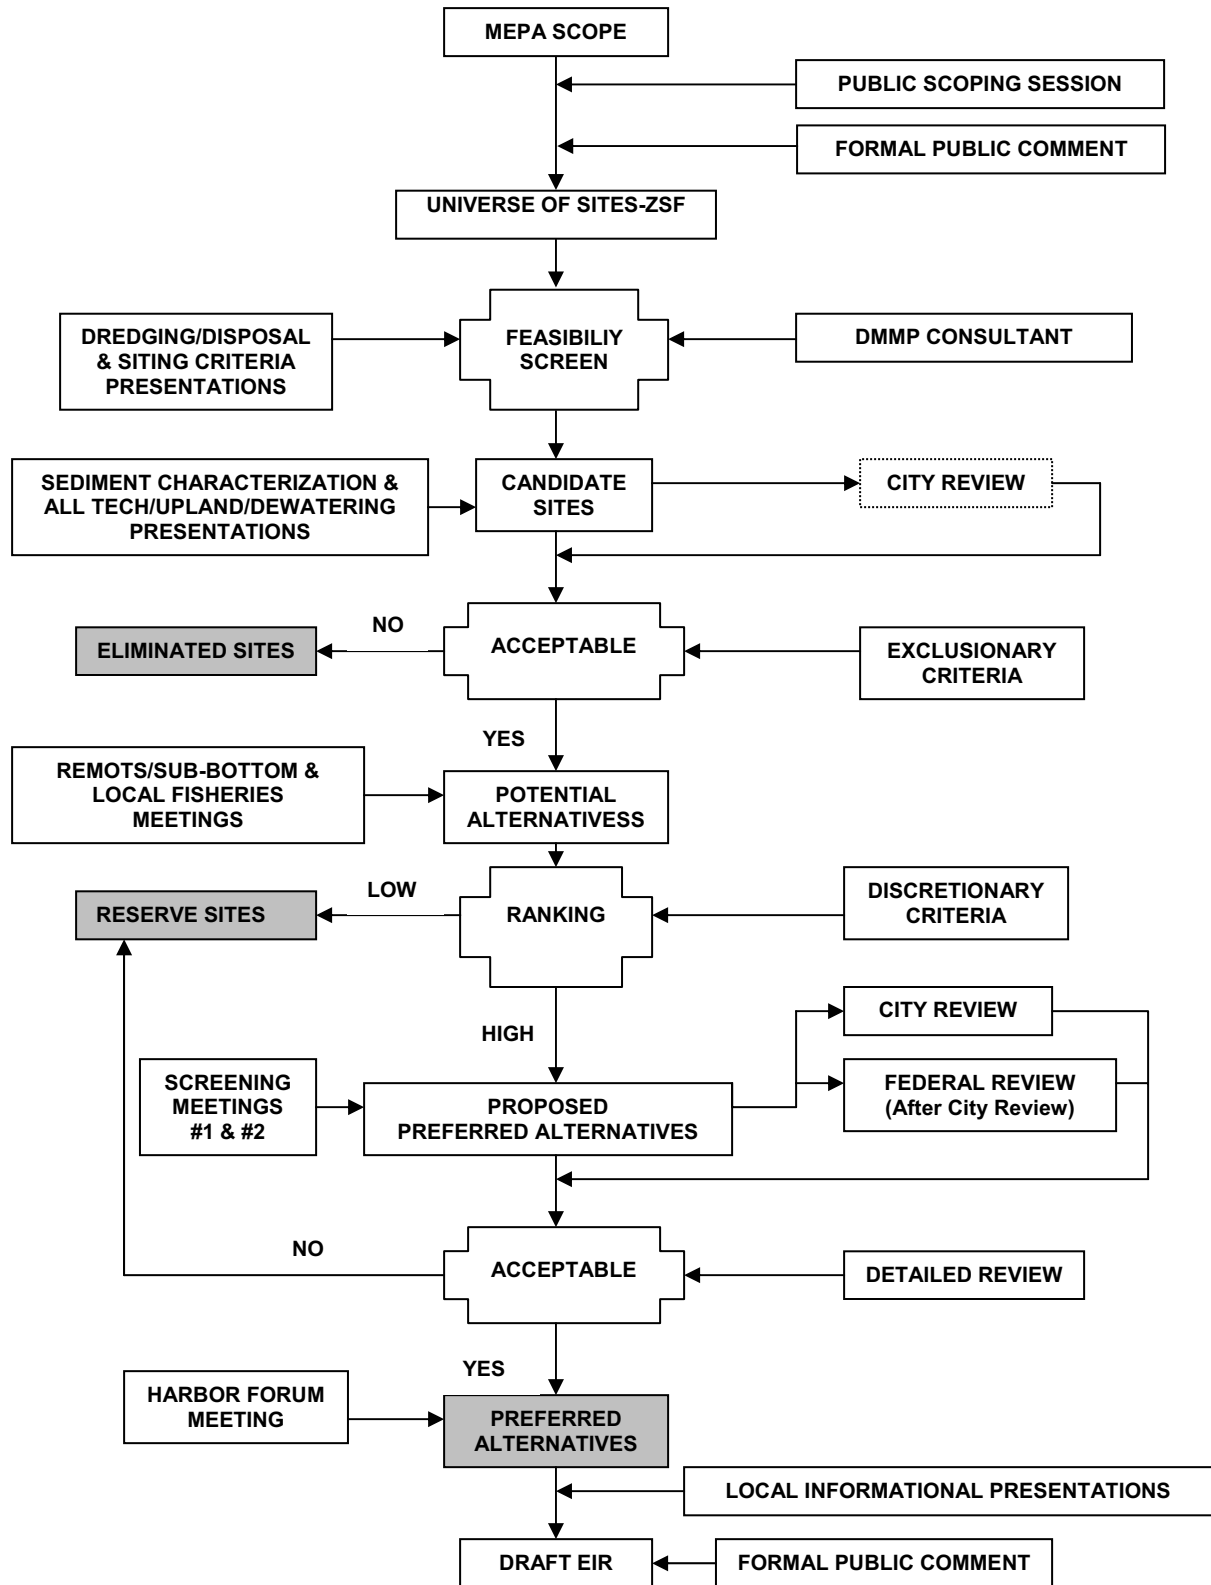 MEPA SCOPE
PUBLIC SCOPING SESSION
FORMAL PUBLIC COMMENT
UNIVERSE OF SITES-ZSF
DREDGING/DISPOSAL
& SITING CRITERIA
PRESENTATIONS
FEASIBILIY
SCREEN
DMMP CONSULTANT
SEDIMENT CHARACTERIZATION &
ALL TECH/UPLAND/DEWATERING
PRESENTATIONS
CANDIDATE
SITES
CITY REVIEW
NO
ELIMINATED SITES
ACCEPTABLE
EXCLUSIONARY
CRITERIA
YES
REMOTS/SUB-BOTTOM &
LOCAL FISHERIES
MEETINGS
POTENTIAL
ALTERNATIVESS
LOW
RESERVE SITES
RANKING
DISCRETIONARY
CRITERIA
HIGH
CITY REVIEW
SCREENING
MEETINGS
#1 & #2
PROPOSED
PREFERRED ALTERNATIVES
FEDERAL REVIEW
(After City Review)
NO
ACCEPTABLE
DETAILED REVIEW
YES
HARBOR FORUM
MEETING
PREFERRED
ALTERNATIVES
LOCAL INFORMATIONAL PRESENTATIONS
DRAFT EIR
FORMAL PUBLIC COMMENT